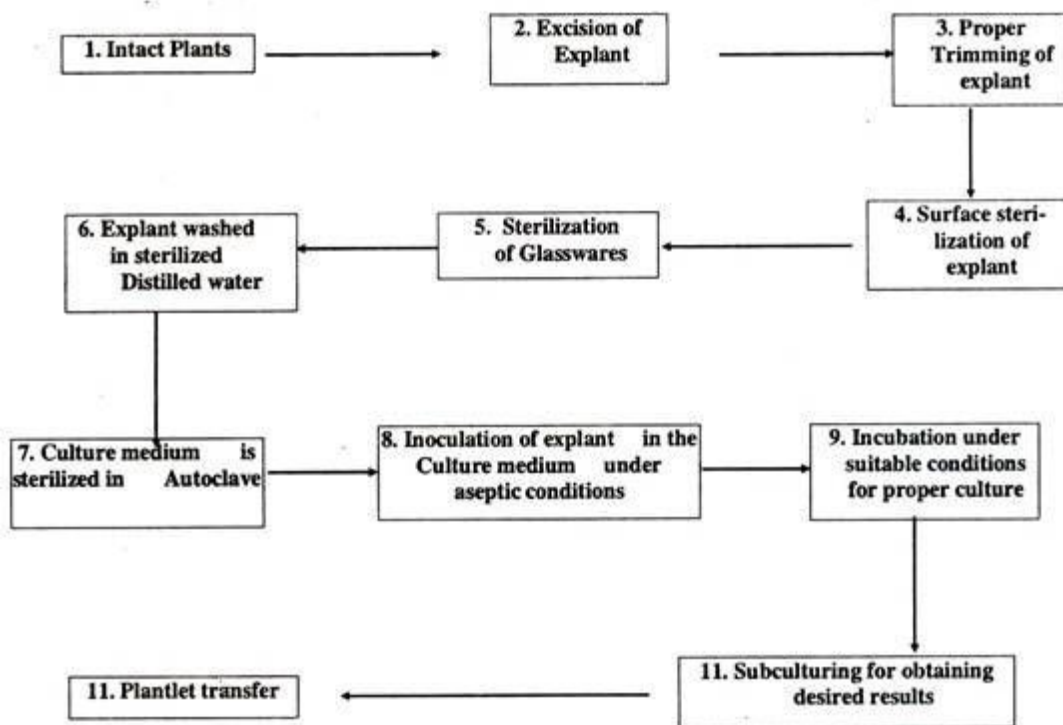 1. Intact Plants
2. Excision of
Explant
3. Proper
Trimming of
explant
4. Surface steri-
lization of
explant
5. Sterilization
of Glasswares
6. Explant washed
in sterilized
Distilled water
7. Culture medium is
sterilized in Autoclave
8. Inoculation of explant in the
Culture medium under
aseptic conditions
9. Incubation under
suitable conditions
for proper culture
11. Subculturing for obtaining
desired results
11. Plantlet transfer